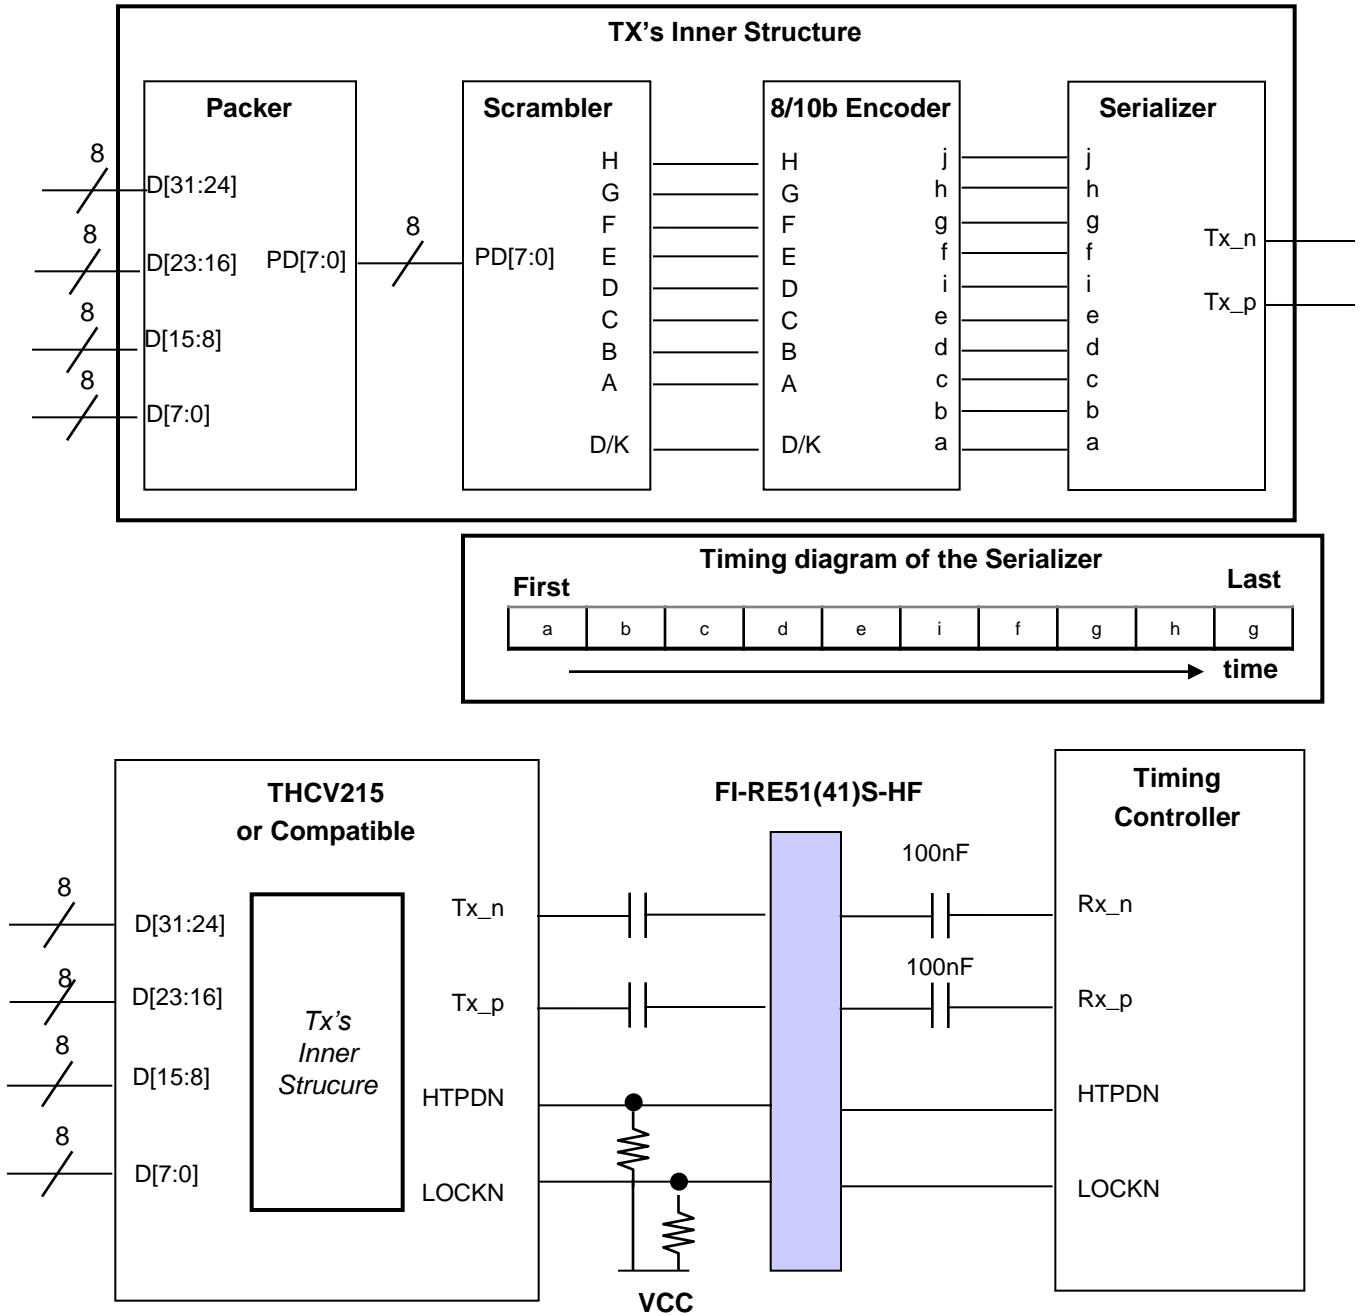 TX's Inner Structure
Packer
8
D[31:24]
8
D[23:16]
8
D[15:8]
8
D[7:0]
PD[7:0]
8
Scrambler
PD[7:0]
H
G
F
E
D
C
B
A
D/K
8/10b Encoder
H
G
F
E
D
C
B
A
D/K
j
h
g
f
i
e
d
c
b
a
Serializer
j
h
g
f
i
e
d
c
b
a
Tx_n
Tx_p
Timing diagram of the Serializer
First
Last
a b c d e i f g h g
time
THCV215
or Compatible
8
D[31:24]
8
D[23:16]
8
D[15:8]
8
D[7:0]
Tx's
Inner
Strucure
Tx_n
Tx_p
HTPDN
LOCKN
VCC
FI-RE51(41)S-HF
100nF
100nF
Timing
Controller
Rx_n
Rx_p
HTPDN
LOCKN